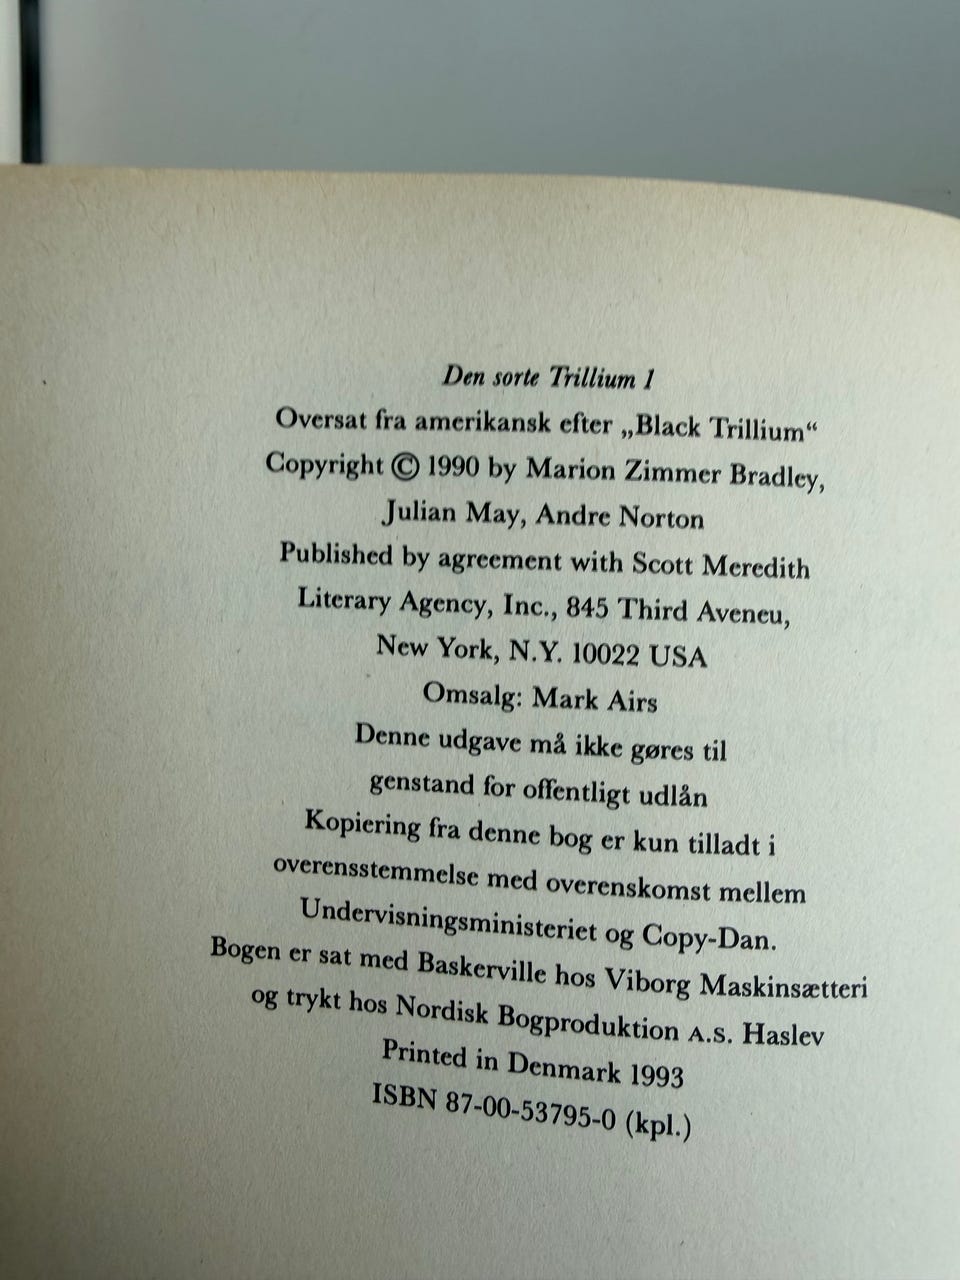 Den sorte Trillium 1
Oversat fra amerikansk efter „Black Trillium“
Copyright © 1990 by Marion Zimmer Bradley,
Julian May, Andre Norton
Published by agreement with Scott Meredith
Literary Agency, Inc., 845 Third Aveneu,
New York, N.Y. 10022 USA
Omsalg: Mark Airs
Denne udgave må ikke gøres til
genstand for offentligt udlån
Kopiering fra denne bog er kun tilladt i
overensstemmelse med overenskomst mellem
Undervisningsministeriet og Copy-Dan.
Bogen er sat med Baskerville hos Viborg Maskinsætteri
og trykt hos Nordisk Bogproduktion A.S. Haslev
Printed in Denmark 1993
ISBN 87-00-53795-0 (kpl.)